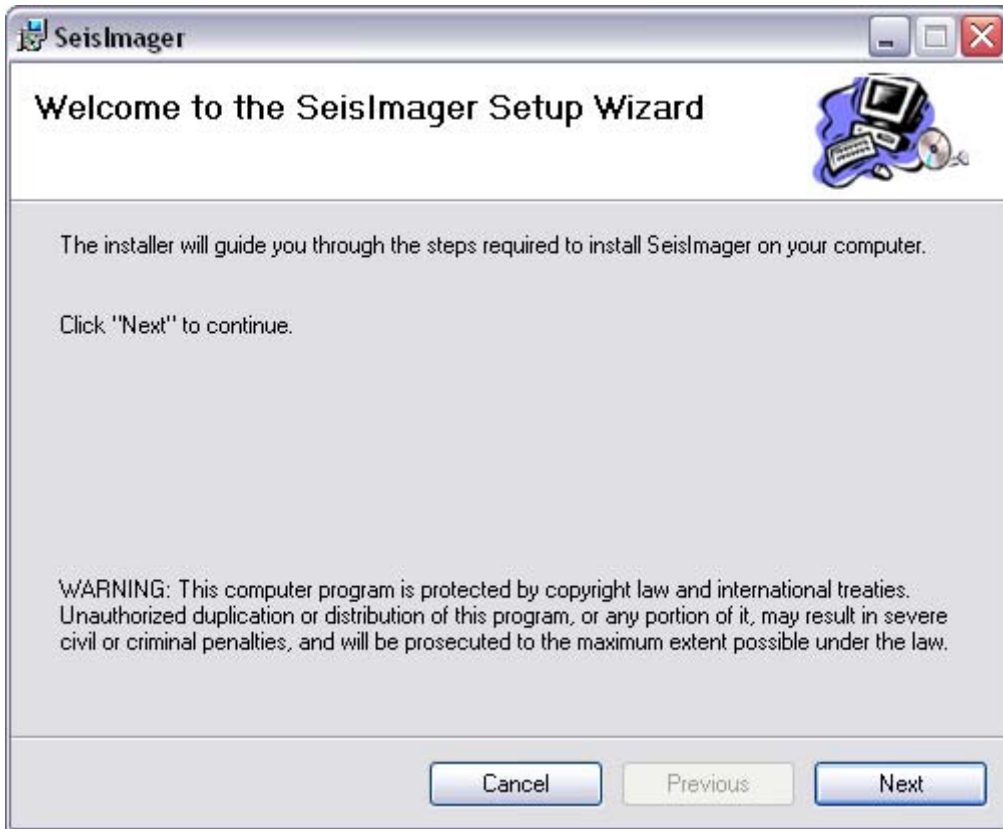 SeisImager
Welcome to the SeisImager Setup Wizard
The installer will guide you through the steps required to install SeisImager on your computer.
Click "Next" to continue.
WARNING: This computer program is protected by copyright law and international treaties.
Unauthorized duplication or distribution of this program, or any portion of it, may result in severe
civil or criminal penalties, and will be prosecuted to the maximum extent possible under the law.
Cancel
Previous
Next